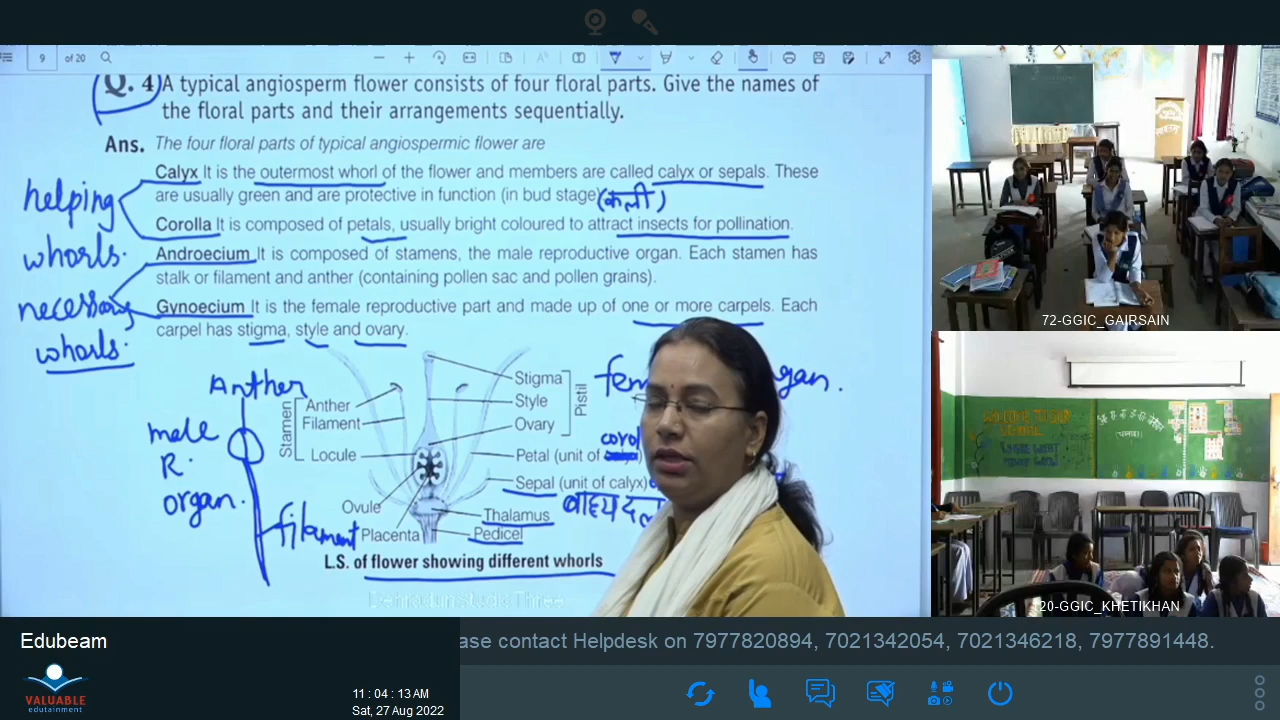 9 of 20
Q. 4 A typical angiosperm flower consists of four floral parts. Give the names of
the floral parts and their arrangements sequentially.
Ans. The four floral parts of typical angiospermic flower are
Calyx It is the outermost whorl of the flower and members are called calyx or sepals. These
are usually green and are protective in function (in bud stage (कली)
Corolla It is composed of petals, usually bright coloured to attract insects for pollination.
helping
whorls.
Androecium It is composed of stamens, the male reproductive organ. Each stamen has
stalk or filament and anther (containing pollen sac and pollen grains).
Gynoecium It is the female reproductive part and made up of one or more carpels. Each
carpel has stigma, style and ovary.
necessary
whorls.
Anther
male
R.
organ.
filament
Stamen
Anther
Filament
Locule
Ovule
Placenta
Stigma
Style
Ovary
Pistil
Petal (unit of
Sepal (unit of calyx)
Thalamus
Pedicel
L.S. of flower showing different whorls
Dehradun Studio Three
72-GGIC_GAIRSAIN
WELCOME TO OUR
SCHOOL
20-GGIC_KHETIKHAN
Edubeam
VALUABLE
edutainment
11 : 04 : 13 AM
Sat, 27 Aug 2022
ase contact Helpdesk on 7977820894, 7021342054, 7021346218, 7977891448.